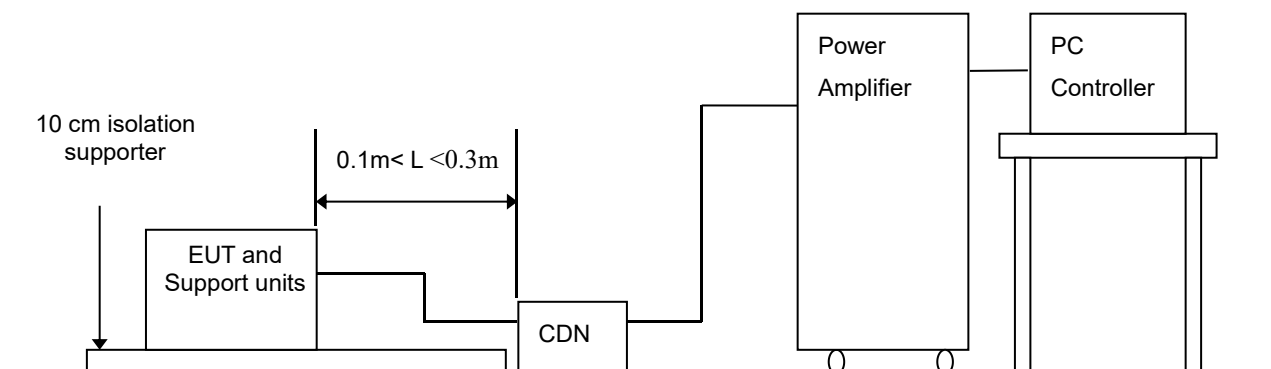 Power
Amplifier
PC
Controller
10 cm isolation
supporter
0.1m< L <0.3m
EUT and
Support units
CDN